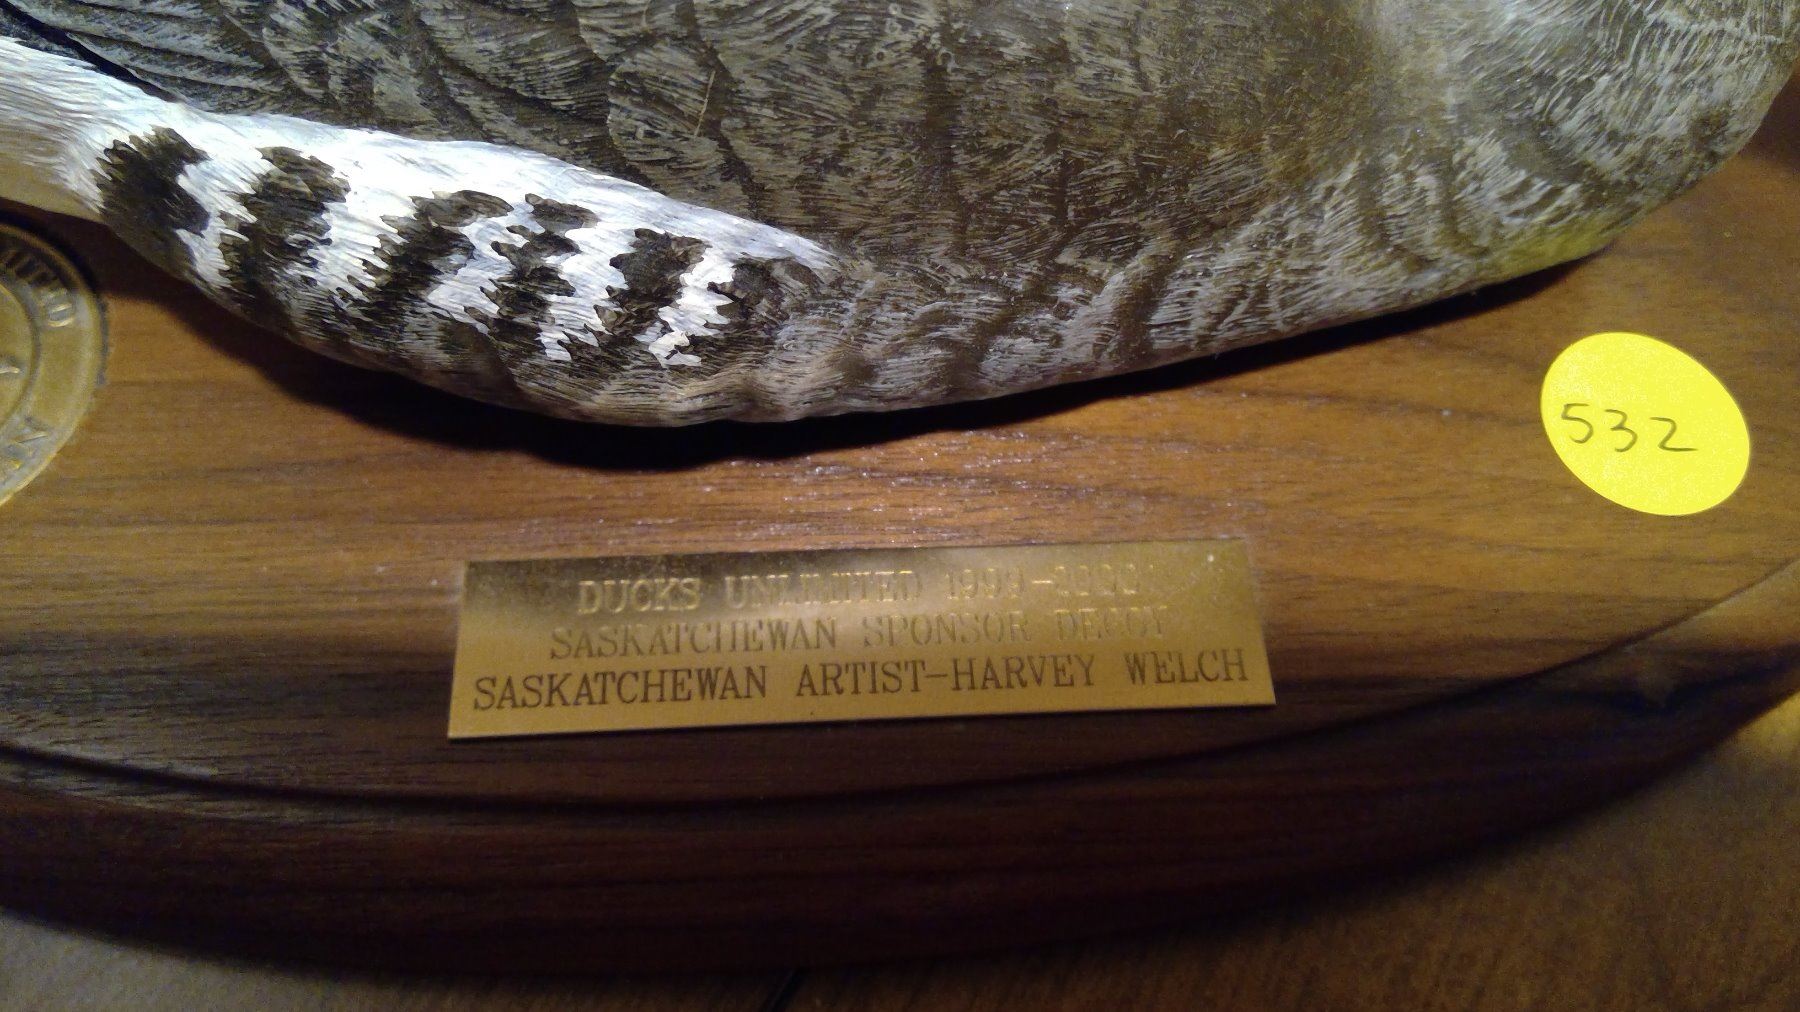 532
DUCKS UNLIMITED 1999-2000
SASKATCHEWAN SPONSOR DECOY
SASKATCHEWAN ARTIST-HARVEY WELCH